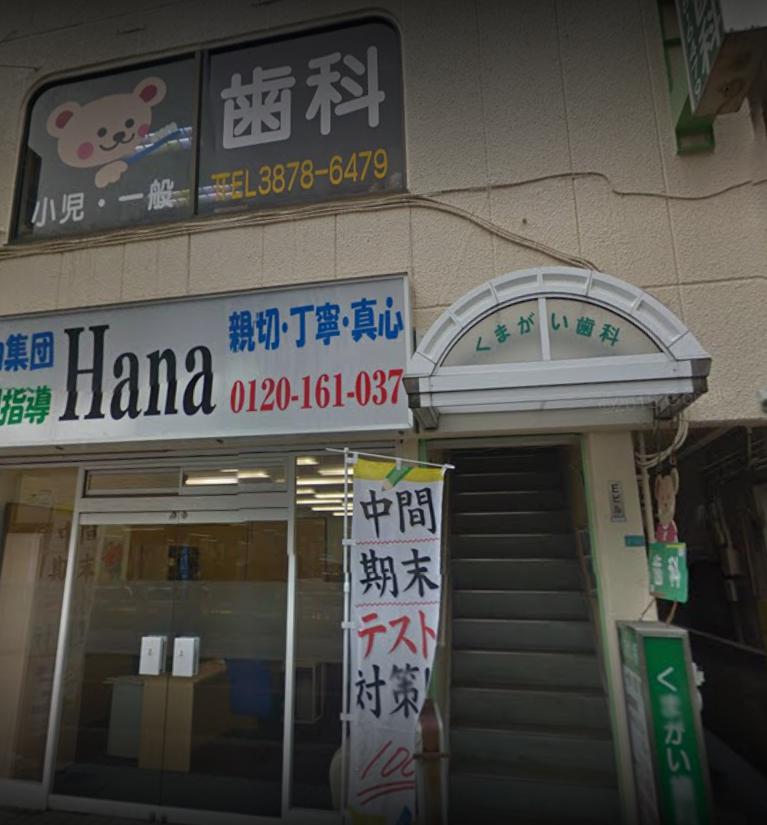 歯科
小児・一般
TEL3878-6479
集団
指導
Hana
親切・丁寧・真心
0120-161-037
くまがい歯科
中間
期末
テスト
対策!
100
歯科
くまがい
科